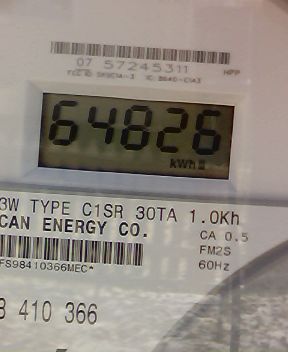 07 57245311
HPP
64826
kWh
3W TYPE C1SR 30TA 1.0Kh
CAN ENERGY CO.
CA 0.5
FM2S
FS98410366MEC*
60Hz
410 366